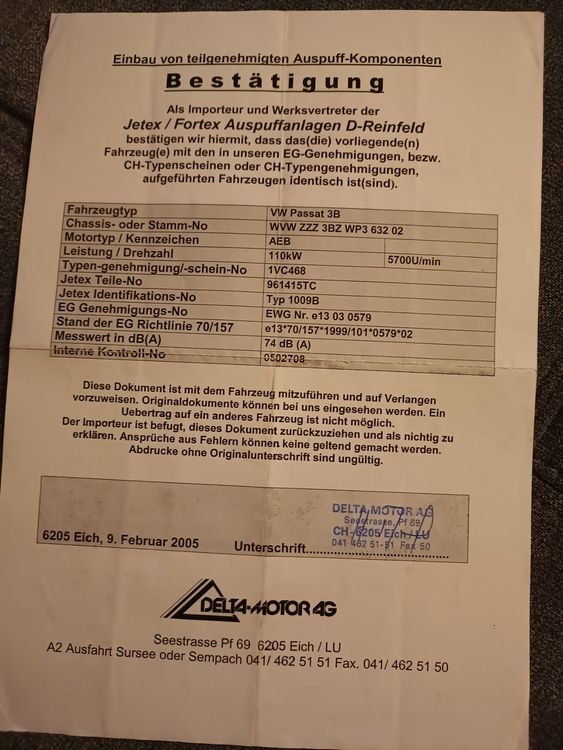 Einbau von teilgenehmigten Auspuff-Komponenten
Bestätigung
Als Importeur und Werksvertreter der
Jetex / Fortex Auspuffanlagen D-Reinfeld
bestätigen wir hiermit, dass das(die) vorliegende(n)
Fahrzeug(e) mit den in unseren EG-Genehmigungen, bezw.
CH-Typenscheinen oder CH-Typengenehmigungen,
aufgeführten Fahrzeugen identisch ist(sind).
Fahrzeugtyp VW Passat 3B
Chassis- oder Stamm-No WVW ZZZ 3BZ WP3 632 02
Motortyp / Kennzeichen AEB
Leistung / Drehzahl 110kW 5700U/min
Typen-genehmigung/-schein-No 1VC468
Jetex Teile-No 961415TC
Jetex Identifikations-No Typ 1009B
EG Genehmigungs-No EWG Nr. e13 03 0579
Stand der EG Richtlinie 70/157 e13*70/157*1999/101*0579*02
Messwert in dB(A) 74 dB (A)
Interne Kontroll-No 0502708
Diese Dokument ist mit dem Fahrzeug mitzuführen und auf Verlangen
vorzuweisen. Originaldokumente können bei uns eingesehen werden. Ein
Uebertrag auf ein anderes Fahrzeug ist nicht möglich.
Der Importeur ist befugt, dieses Dokument zurückzuziehen und als nichtig zu
erklären. Ansprüche aus Fehlern können keine geltend gemacht werden.
Abdrucke ohne Originalunterschrift sind ungültig.
DELTA MOTOR AG
Seestrasse, Pf 69
CH-6205 Eich / LU
041 462 51-51 Fax 50
6205 Eich, 9. Februar 2005 Unterschrift.....................................
DELTA-MOTOR AG
Seestrasse Pf 69 6205 Eich / LU
A2 Ausfahrt Sursee oder Sempach 041/ 462 51 51 Fax. 041/ 462 51 50